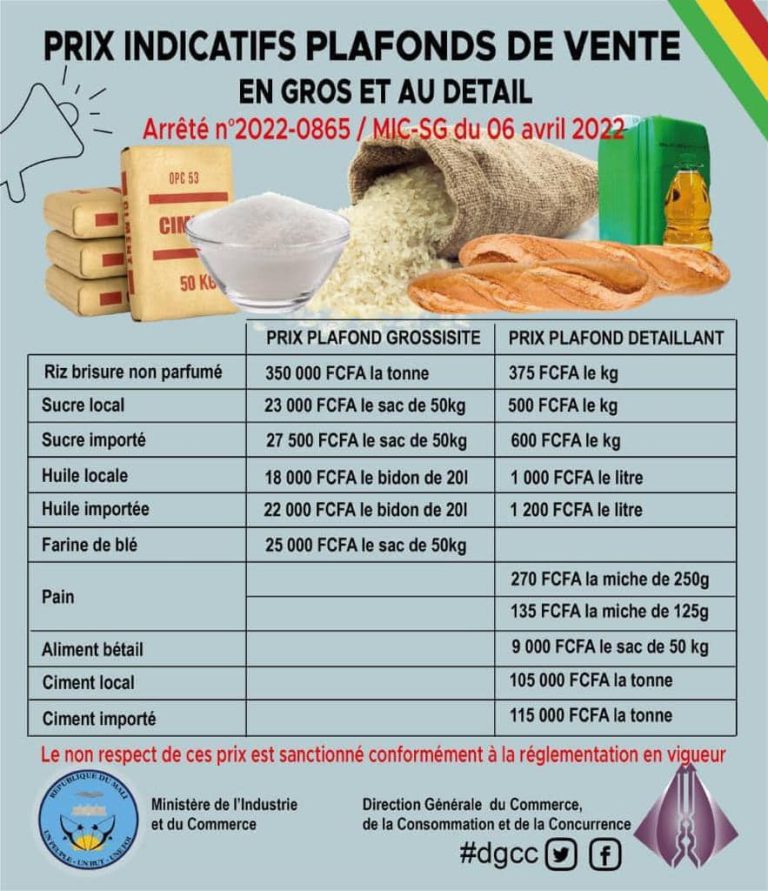 PRIX INDICATIFS PLAFONDS DE VENTE
EN GROS ET AU DETAIL
Arrêté n°2022-0865 / MIC-SG du 06 avril 2022
OPC 53
CIM
CIMENT
50 KG
PRIX PLAFOND GROSSISITE PRIX PLAFOND DETAILLANT
Riz brisure non parfumé 350 000 FCFA la tonne 375 FCFA le kg
Sucre local 23 000 FCFA le sac de 50kg 500 FCFA le kg
Sucre importé 27 500 FCFA le sac de 50kg 600 FCFA le kg
Huile locale 18 000 FCFA le bidon de 20l 1 000 FCFA le litre
Huile importée 22 000 FCFA le bidon de 20l 1 200 FCFA le litre
Farine de blé 25 000 FCFA le sac de 50kg
Pain 270 FCFA la miche de 250g
135 FCFA la miche de 125g
Aliment bétail 9 000 FCFA le sac de 50 kg
Ciment local 105 000 FCFA la tonne
Ciment importé 115 000 FCFA la tonne
Le non respect de ces prix est sanctionné conformément à la réglementation en vigueur
REPUBLIQUE DU MALI
UN PEUPLE - UN BUT - UNE FOI
Ministère de l'Industrie
et du Commerce
Direction Générale du Commerce,
de la Consommation et de la Concurrence
#dgcc